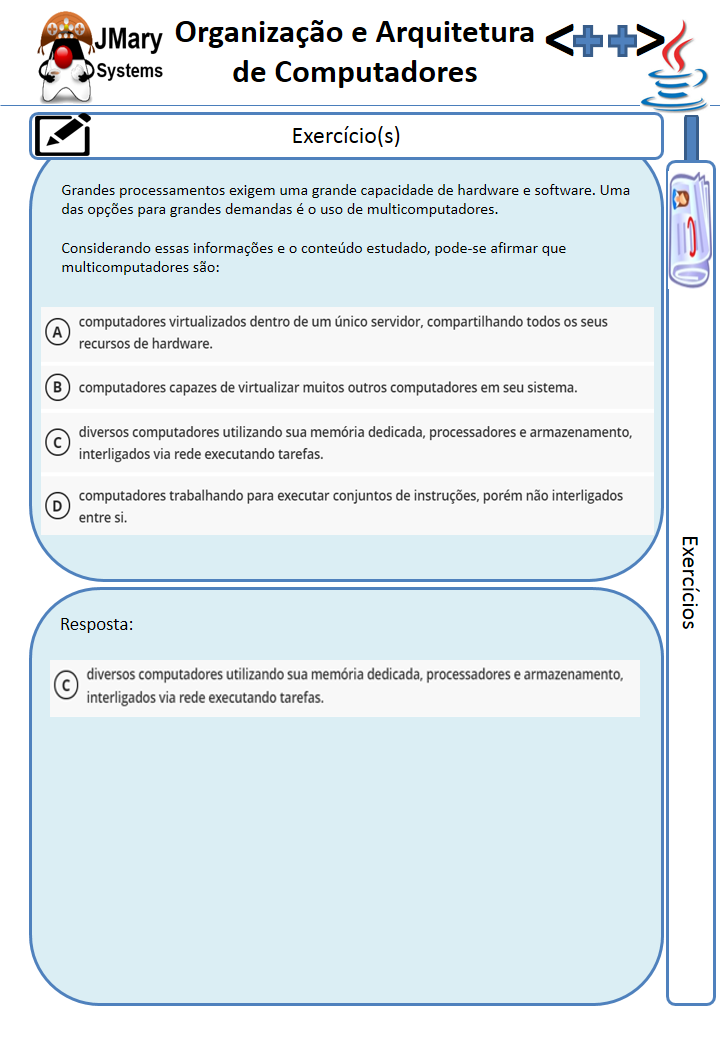 JMary
Systems
Organização e Arquitetura
de Computadores
<++>
Exercício(s)
Grandes processamentos exigem uma grande capacidade de hardware e software. Uma
das opções para grandes demandas é o uso de multicomputadores.
Considerando essas informações e o conteúdo estudado, pode-se afirmar que
multicomputadores são:
A computadores virtualizados dentro de um único servidor, compartilhando todos os seus
recursos de hardware.
B computadores capazes de virtualizar muitos outros computadores em seu sistema.
C diversos computadores utilizando sua memória dedicada, processadores e armazenamento,
interligados via rede executando tarefas.
D computadores trabalhando para executar conjuntos de instruções, porém não interligados
entre si.
Exercícios
Resposta:
C diversos computadores utilizando sua memória dedicada, processadores e armazenamento,
interligados via rede executando tarefas.